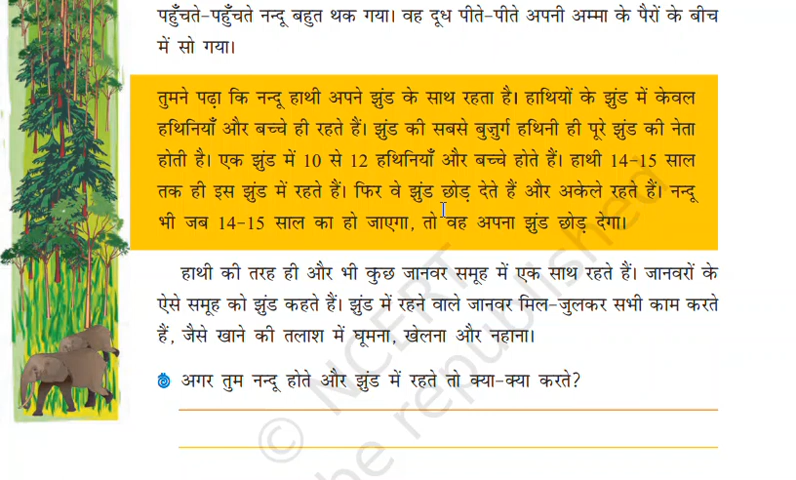 पहुँचते-पहुँचते नन्दू बहुत थक गया। वह दूध पीते-पीते अपनी अम्मा के पैरों के बीच
में सो गया।
तुमने पढ़ा कि नन्दू हाथी अपने झुंड के साथ रहता है। हाथियों के झुंड में केवल
हथिनियाँ और बच्चे ही रहते हैं। झुंड की सबसे बुज़ुर्ग हथिनी ही पूरे झुंड की नेता
होती है। एक झुंड में 10 से 12 हथिनियाँ और बच्चे होते हैं। हाथी 14-15 साल
तक ही इस झुंड में रहते हैं। फिर वे झुंड छोड़ देते हैं और अकेले रहते हैं। नन्दू
भी जब 14-15 साल का हो जाएगा, तो वह अपना झुंड छोड़ देगा।
हाथी की तरह ही और भी कुछ जानवर समूह में एक साथ रहते हैं। जानवरों के
ऐसे समूह को झुंड कहते हैं। झुंड में रहने वाले जानवर मिल-जुलकर सभी काम करते
हैं, जैसे खाने की तलाश में घूमना, खेलना और नहाना।
अगर तुम नन्दू होते और झुंड में रहते तो क्या-क्या करते?
© NCERT
be republished